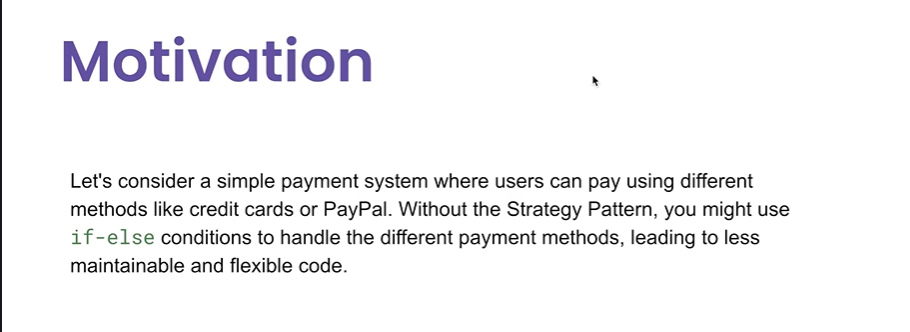 Motivation
Let's consider a simple payment system where users can pay using different
methods like credit cards or PayPal. Without the Strategy Pattern, you might use
if-else conditions to handle the different payment methods, leading to less
maintainable and flexible code.